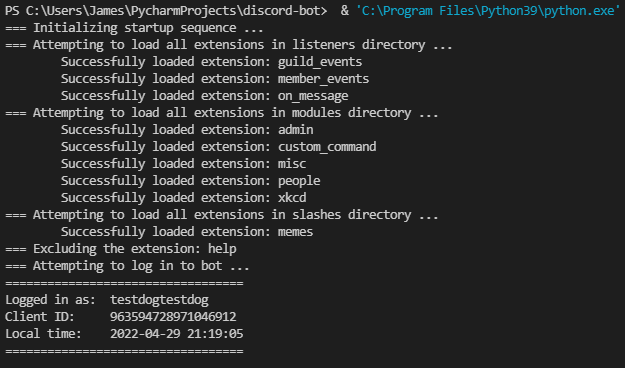 PS C:\Users\James\PycharmProjects\discord-bot>  & 'C:\Program Files\Python39\python.exe'
=== Initializing startup sequence ...
=== Attempting to load all extensions in listeners directory ...
        Successfully loaded extension: guild_events
        Successfully loaded extension: member_events
        Successfully loaded extension: on_message
=== Attempting to load all extensions in modules directory ...
        Successfully loaded extension: admin
        Successfully loaded extension: custom_command
        Successfully loaded extension: misc
        Successfully loaded extension: people
        Successfully loaded extension: xkcd
=== Attempting to load all extensions in slashes directory ...
        Successfully loaded extension: memes
=== Excluding the extension: help
=== Attempting to log in to bot ...
==================================
Logged in as:  testdogtestdog
Client ID:     963594728971046912
Local time:    2022-04-29 21:19:05
==================================